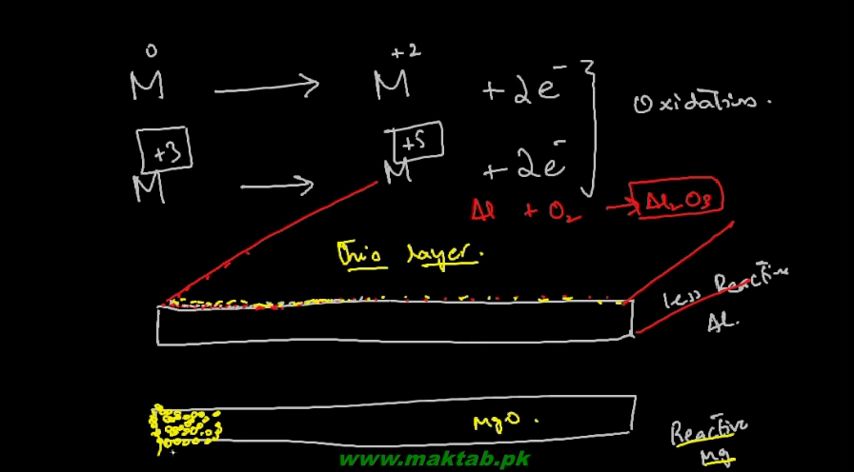 M⁰ → M⁺² + 2e⁻
Oxidation.
M⁺³ → M⁺⁵ + 2e⁻
Al + O₂ → Al₂O₃
this layer.
Less Reactive
Al.
MgO.
Reactive
Mg
www.maktab.pk